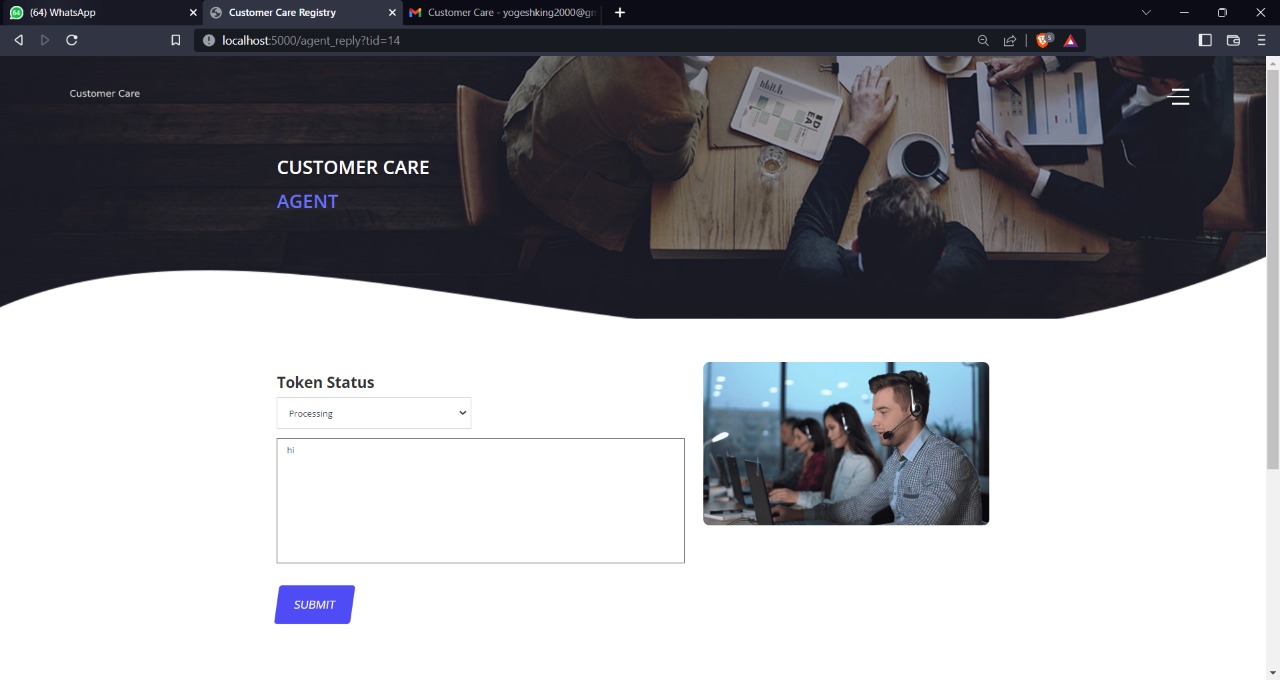 (64) WhatsApp
Customer Care Registry
Customer Care - yogeshking2000@gm
localhost:5000/agent_reply?tid=14
Customer Care
CUSTOMER CARE
AGENT
Token Status
Processing
hi
SUBMIT